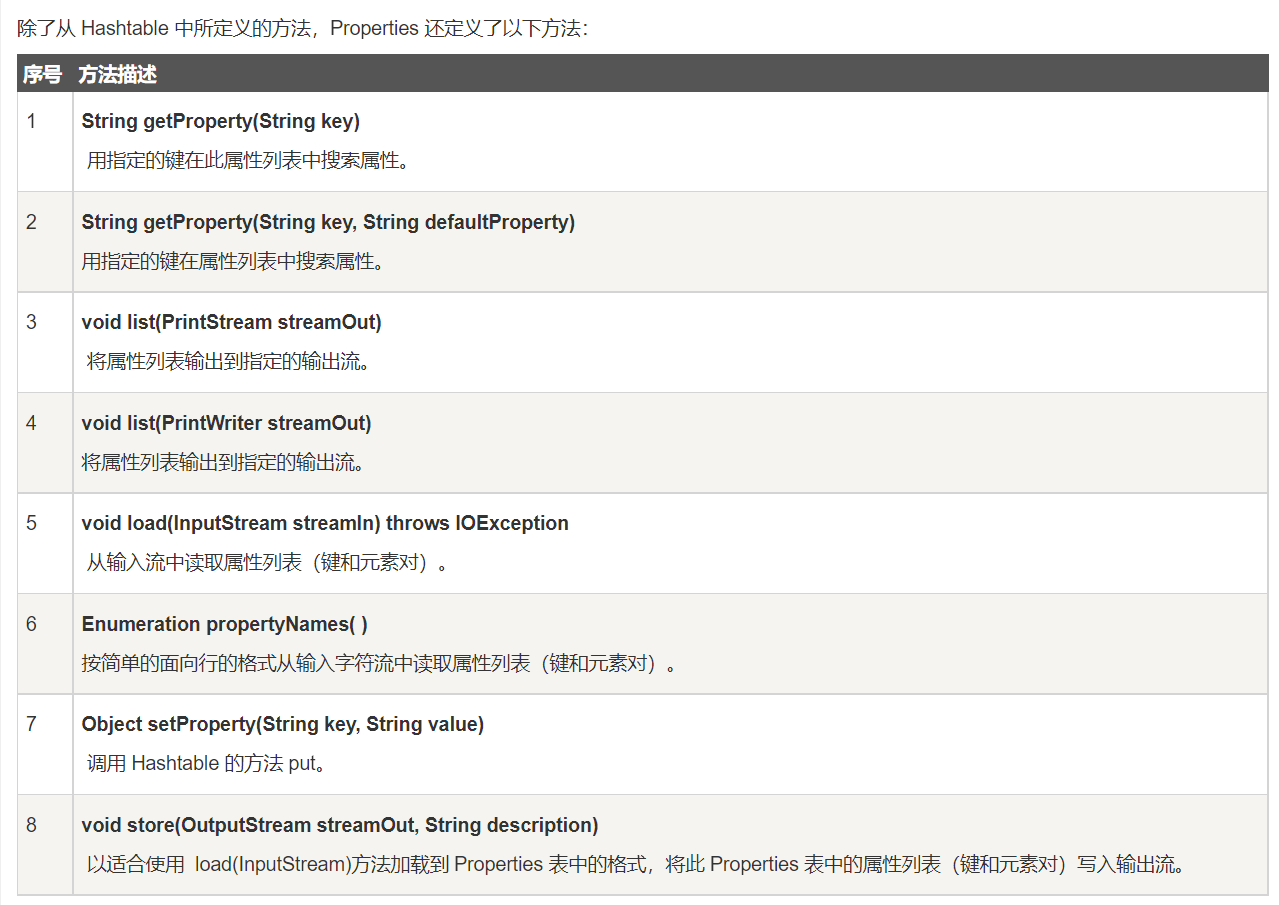 除了从 Hashtable 中所定义的方法，Properties 还定义了以下方法：
序号 方法描述
1 String getProperty(String key)
用指定的键在此属性列表中搜索属性。
2 String getProperty(String key, String defaultProperty)
用指定的键在属性列表中搜索属性。
3 void list(PrintStream streamOut)
将属性列表输出到指定的输出流。
4 void list(PrintWriter streamOut)
将属性列表输出到指定的输出流。
5 void load(InputStream streamIn) throws IOException
从输入流中读取属性列表（键和元素对）。
6 Enumeration propertyNames( )
按简单的面向行的格式从输入字符流中读取属性列表（键和元素对）。
7 Object setProperty(String key, String value)
调用 Hashtable 的方法 put。
8 void store(OutputStream streamOut, String description)
以适合使用 load(InputStream)方法加载到 Properties 表中的格式，将此 Properties 表中的属性列表（键和元素对）写入输出流。